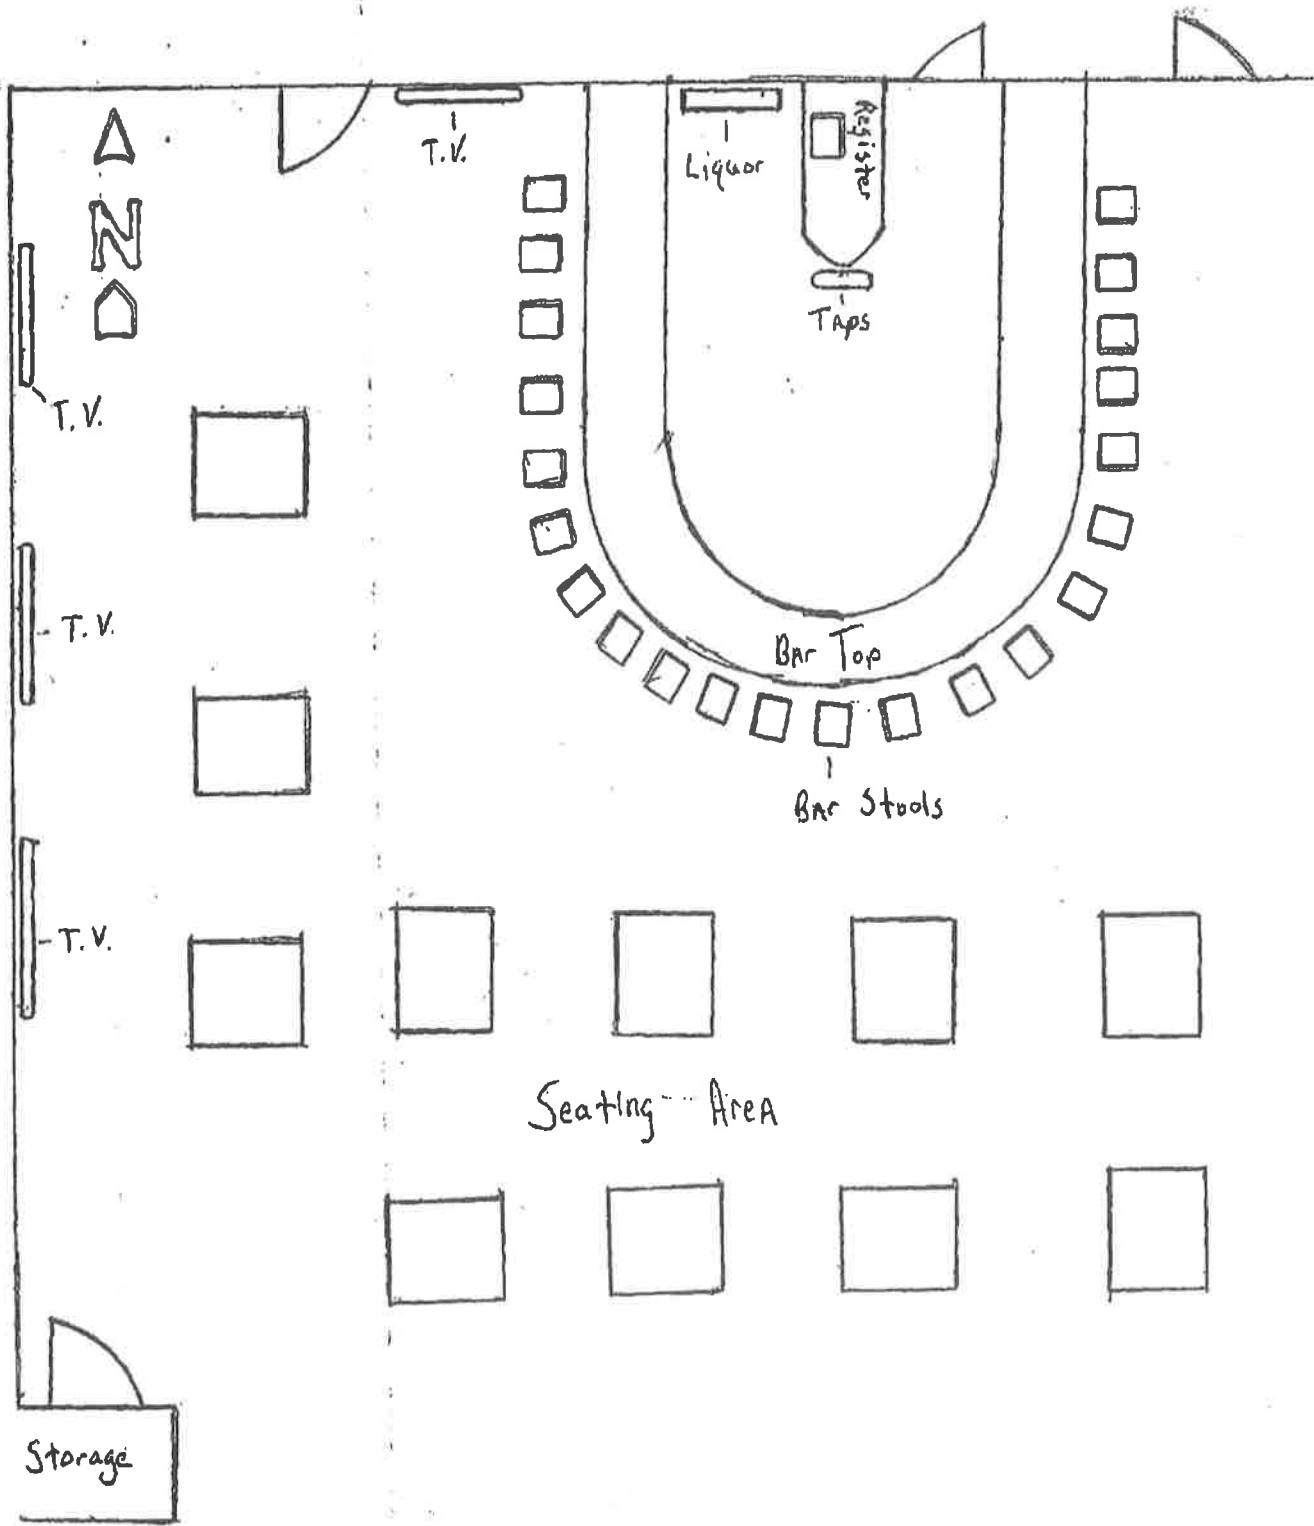 T.V.
Liquor
Register
N
Taps
T.V.
T.V.
Bar Top
Bar Stools
T.V.
Seating Area
Storage